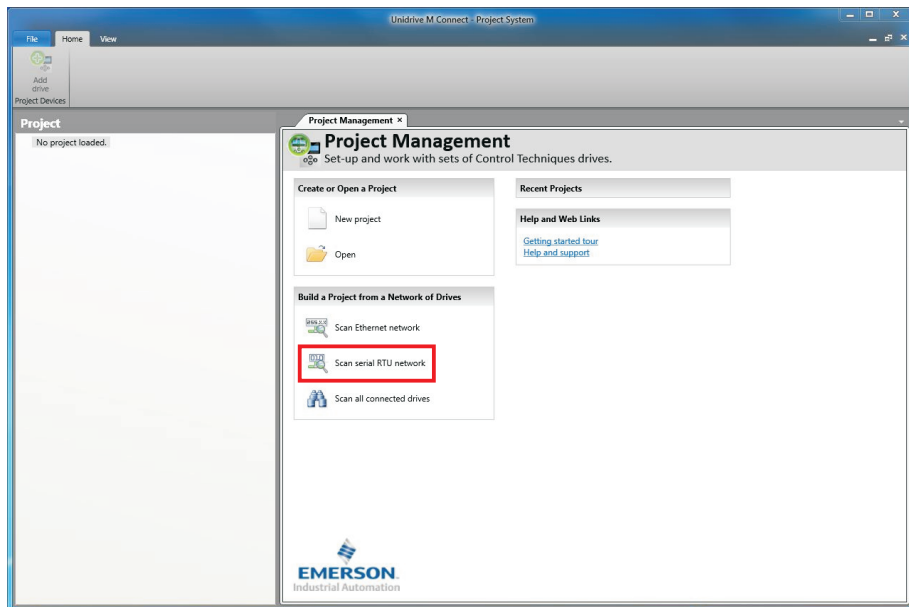 Unidrive M Connect - Project System
File Home View
Add
drive
Project Devices
Project
No project loaded.
Project Management ×
Project Management
Set-up and work with sets of Control Techniques drives.
Create or Open a Project
New project
Open
Recent Projects
Help and Web Links
Getting started tour
Help and support
Build a Project from a Network of Drives
Scan Ethernet network
Scan serial RTU network
Scan all connected drives
EMERSON
Industrial Automation